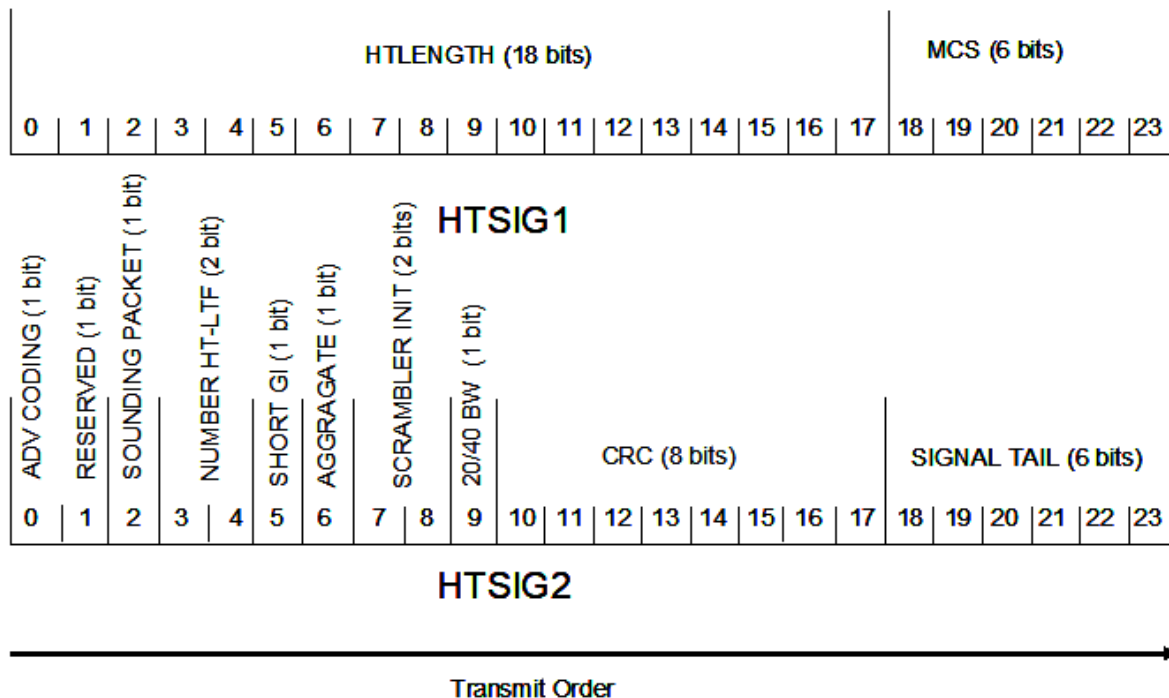 HTLENGTH (18 bits) MCS (6 bits)
0 1 2 3 4 5 6 7 8 9 10 11 12 13 14 15 16 17 18 19 20 21 22 23
HTSIG1
ADV CODING (1 bit)
RESERVED (1 bit)
SOUNDING PACKET (1 bit)
NUMBER HT-LTF (2 bit)
SHORT GI (1 bit)
AGGRAGATE (1 bit)
SCRAMBLER INIT (2 bits)
20/40 BW (1 bit)
CRC (8 bits)
SIGNAL TAIL (6 bits)
0 1 2 3 4 5 6 7 8 9 10 11 12 13 14 15 16 17 18 19 20 21 22 23
HTSIG2
Transmit Order